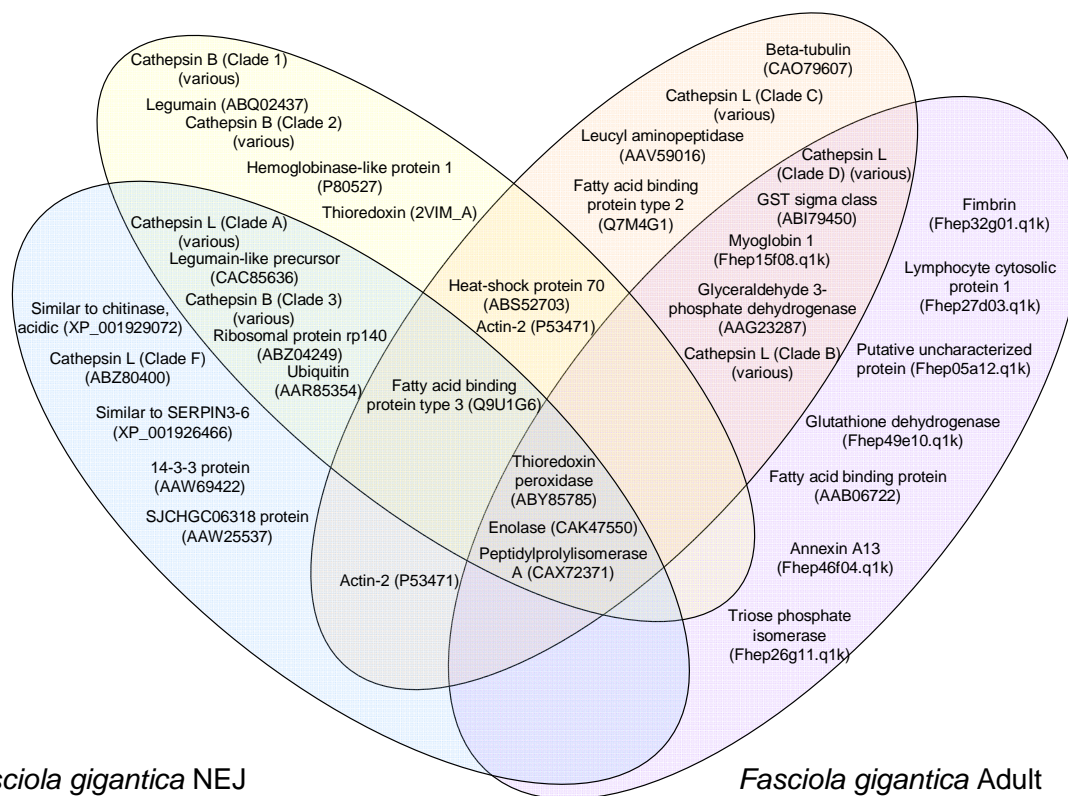 Cathepsin B (Clade 1)
(various)
Legumain (ABQ02437)
Cathepsin B (Clade 2)
(various)
Hemoglobinase-like protein 1
(P80527)
Thioredoxin (2VIM_A)
Beta-tubulin
(CAO79607)
Cathepsin L (Clade C)
(various)
Leucyl aminopeptidase
(AAV59016)
Fatty acid binding
protein type 2
(Q7M4G1)
Cathepsin L
(Clade D) (various)
GST sigma class
(ABI79450)
Myoglobin 1
(Fhep15f08.q1k)
Glyceraldehyde 3-
phosphate dehydrogenase
(AAG23287)
Cathepsin L (Clade B)
(various)
Fimbrin
(Fhep32g01.q1k)
Lymphocyte cytosolic
protein 1
(Fhep27d03.q1k)
Putative uncharacterized
protein (Fhep05a12.q1k)
Glutathione dehydrogenase
(Fhep49e10.q1k)
Fatty acid binding protein
(AAB06722)
Annexin A13
(Fhep46f04.q1k)
Triose phosphate
isomerase
(Fhep26g11.q1k)
Cathepsin L (Clade A)
(various)
Legumain-like precursor
(CAC85636)
Cathepsin B (Clade 3)
(various)
Ribosomal protein rp140
(ABZ04249)
Ubiquitin
(AAR85354)
Heat-shock protein 70
(ABS52703)
Actin-2 (P53471)
Similar to chitinase,
acidic (XP_001929072)
Cathepsin L (Clade F)
(ABZ80400)
Similar to SERPIN3-6
(XP_001926466)
14-3-3 protein
(AAW69422)
SJCHGC06318 protein
(AAW25537)
Fatty acid binding
protein type 3 (Q9U1G6)
Thioredoxin
peroxidase
(ABY85785)
Enolase (CAK47550)
Peptidylprolylisomerase
A (CAX72371)
Actin-2 (P53471)
sciola gigantica NEJ
Fasciola gigantica Adult